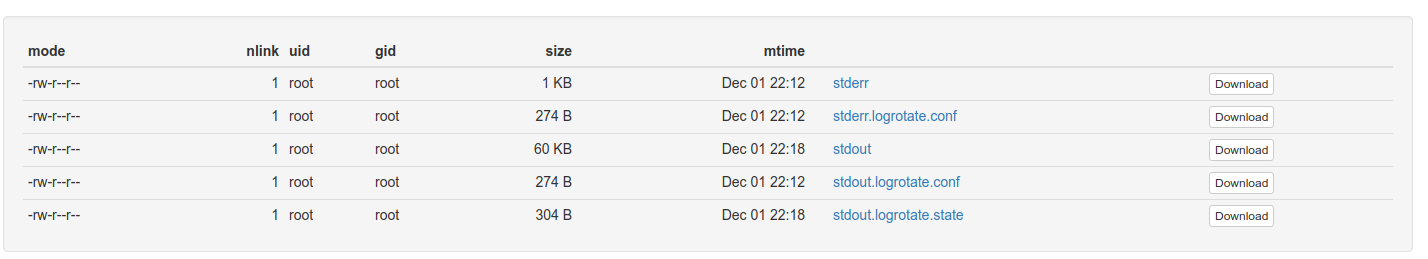 mode nlink uid gid size mtime
-rw-r--r-- 1 root root 1 KB Dec 01 22:12 stderr Download
-rw-r--r-- 1 root root 274 B Dec 01 22:12 stderr.logrotate.conf Download
-rw-r--r-- 1 root root 60 KB Dec 01 22:18 stdout Download
-rw-r--r-- 1 root root 274 B Dec 01 22:12 stdout.logrotate.conf Download
-rw-r--r-- 1 root root 304 B Dec 01 22:18 stdout.logrotate.state Download